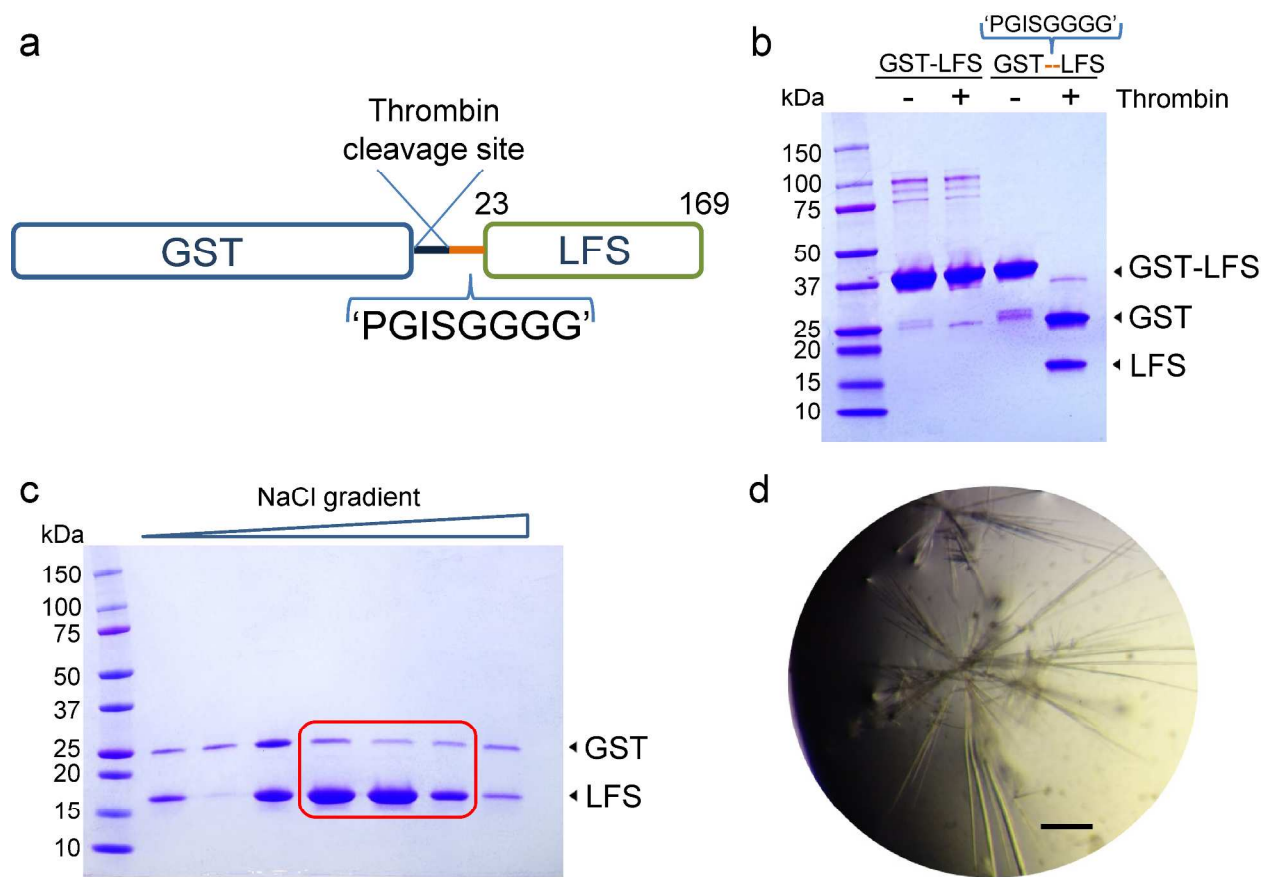 a
Thrombin
cleavage site
23
169
GST
LFS
'PGISGGGG'
b
'PGISGGGG'
GST-LFS
GST--LFS
kDa
-
+
-
+
Thrombin
150
100
75
50
37
25
20
15
10
GST-LFS
GST
LFS
c
NaCl gradient
kDa
150
100
75
50
37
25
20
15
10
GST
LFS
d